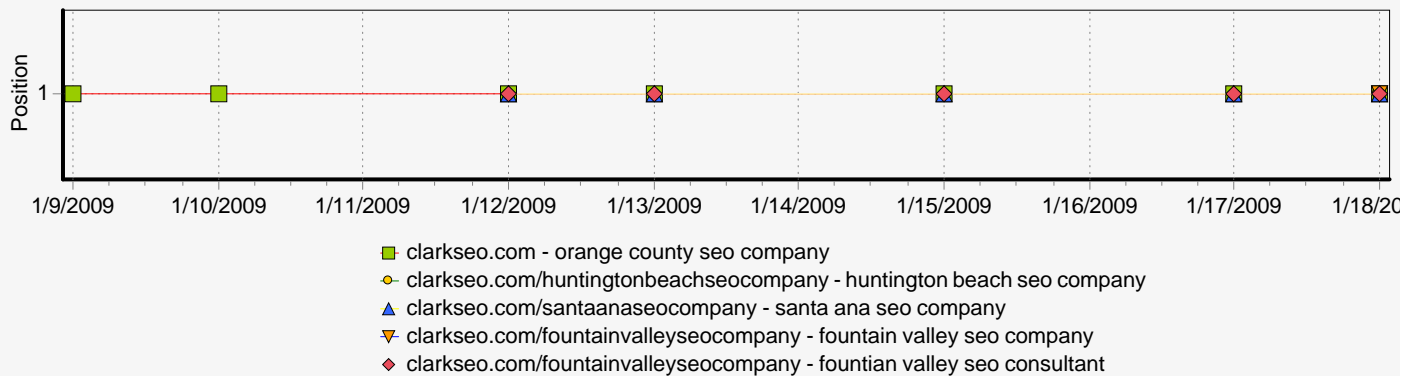 Position
1
1/9/2009 1/10/2009 1/11/2009 1/12/2009 1/13/2009 1/14/2009 1/15/2009 1/16/2009 1/17/2009 1/18/20
clarkseo.com - orange county seo company
clarkseo.com/huntingtonbeachseocompany - huntington beach seo company
clarkseo.com/santaanaseocompany - santa ana seo company
clarkseo.com/fountainvalleyseocompany - fountain valley seo company
clarkseo.com/fountainvalleyseocompany - fountian valley seo consultant